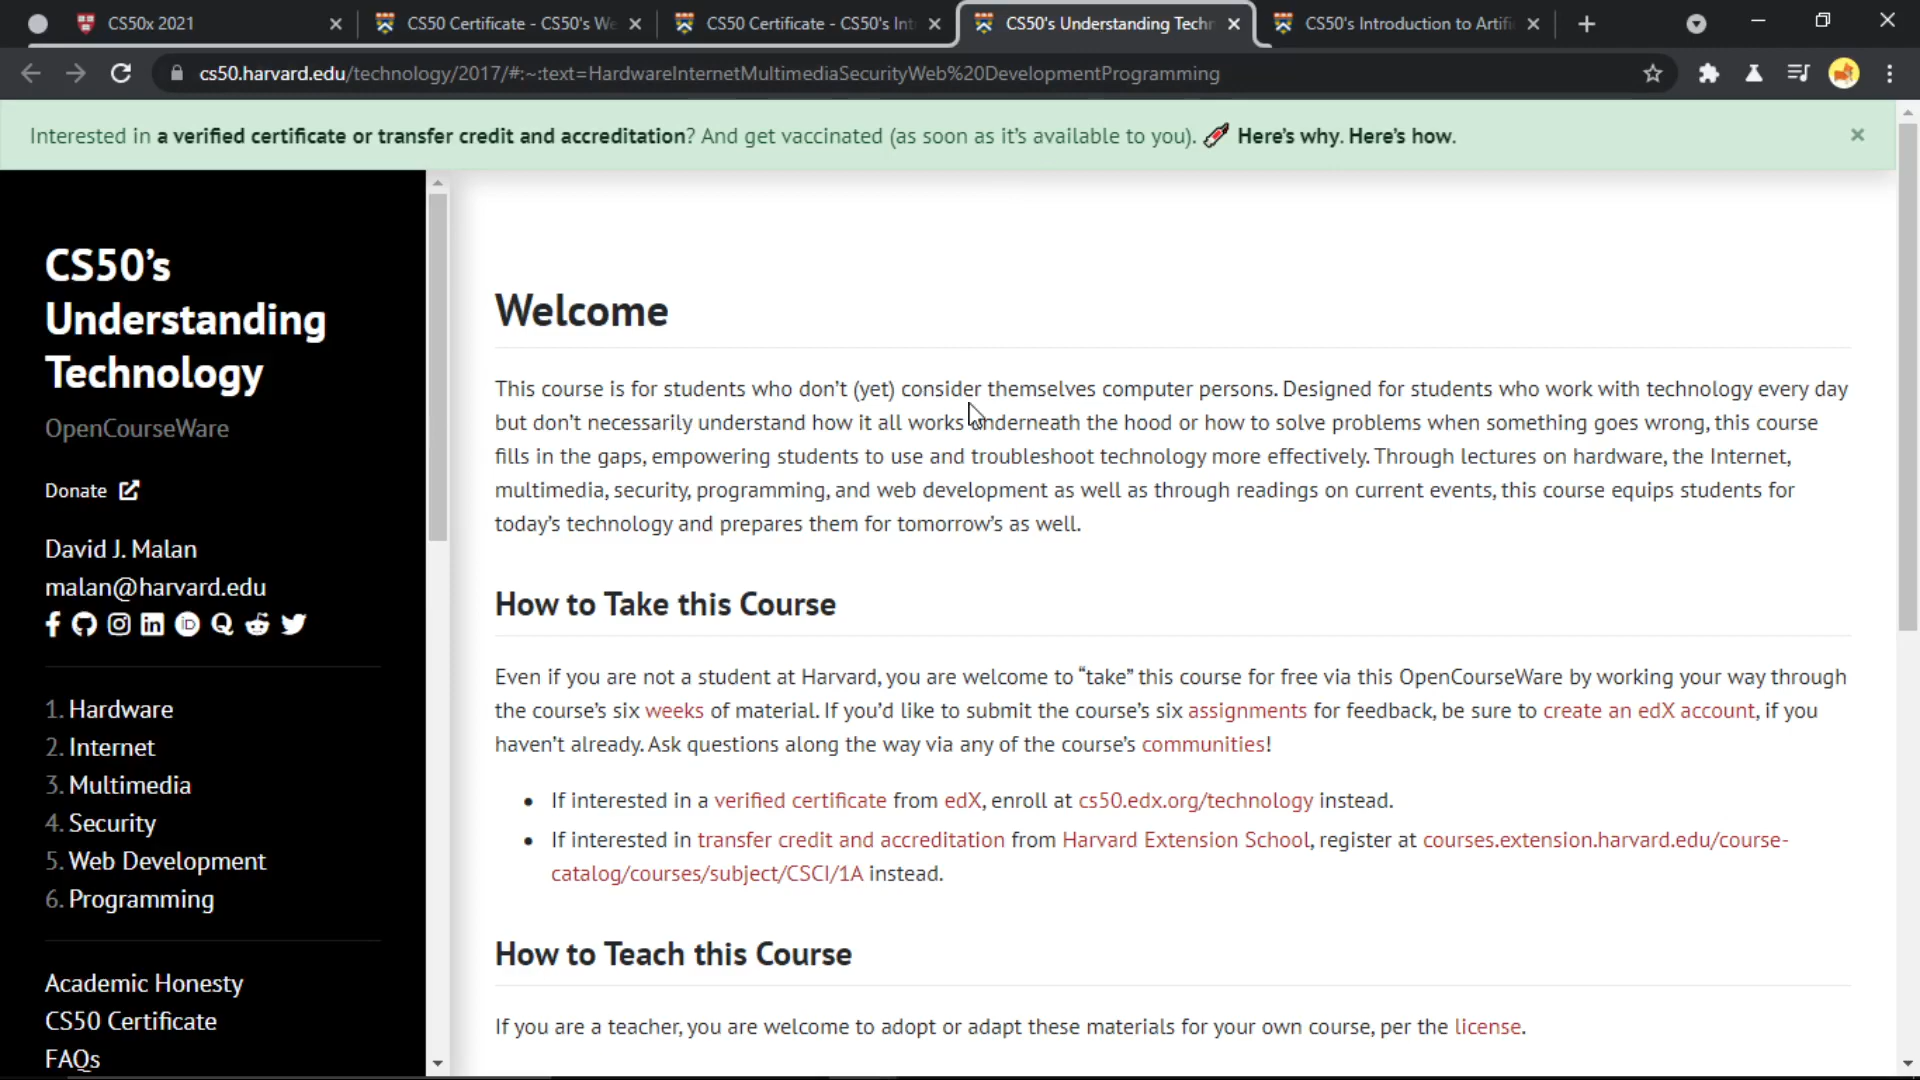 CS50x 2021
CS50 Certificate - CS50's We
CS50 Certificate - CS50's Int
CS50's Understanding Techn
CS50's Introduction to Artifi
cs50.harvard.edu/technology/2017/#:~:text=HardwareInternetMultimediaSecurityWeb%20DevelopmentProgramming
Interested in a verified certificate or transfer credit and accreditation? And get vaccinated (as soon as it's available to you). Here's why. Here's how.
CS50's
Understanding
Technology
OpenCourseWare
Donate
David J. Malan
malan@harvard.edu
1. Hardware
2. Internet
3. Multimedia
4. Security
5. Web Development
6. Programming
Academic Honesty
CS50 Certificate
FAQs
Welcome
This course is for students who don't (yet) consider themselves computer persons. Designed for students who work with technology every day
but don't necessarily understand how it all works underneath the hood or how to solve problems when something goes wrong, this course
fills in the gaps, empowering students to use and troubleshoot technology more effectively. Through lectures on hardware, the Internet,
multimedia, security, programming, and web development as well as through readings on current events, this course equips students for
today's technology and prepares them for tomorrow's as well.
How to Take this Course
Even if you are not a student at Harvard, you are welcome to “take” this course for free via this OpenCourseWare by working your way through
the course's six weeks of material. If you'd like to submit the course's six assignments for feedback, be sure to create an edX account, if you
haven't already. Ask questions along the way via any of the course's communities!
• If interested in a verified certificate from edX, enroll at cs50.edx.org/technology instead.
• If interested in transfer credit and accreditation from Harvard Extension School, register at courses.extension.harvard.edu/course-
catalog/courses/subject/CSCI/1A instead.
How to Teach this Course
If you are a teacher, you are welcome to adopt or adapt these materials for your own course, per the license.